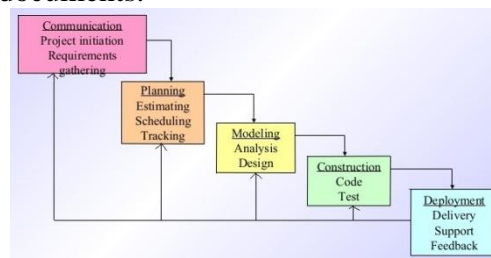 documents.
Communication
Project initiation
Requirements
gathering
Planning
Estimating
Scheduling
Tracking
Modeling
Analysis
Design
Construction
Code
Test
Deployment
Delivery
Support
Feedback